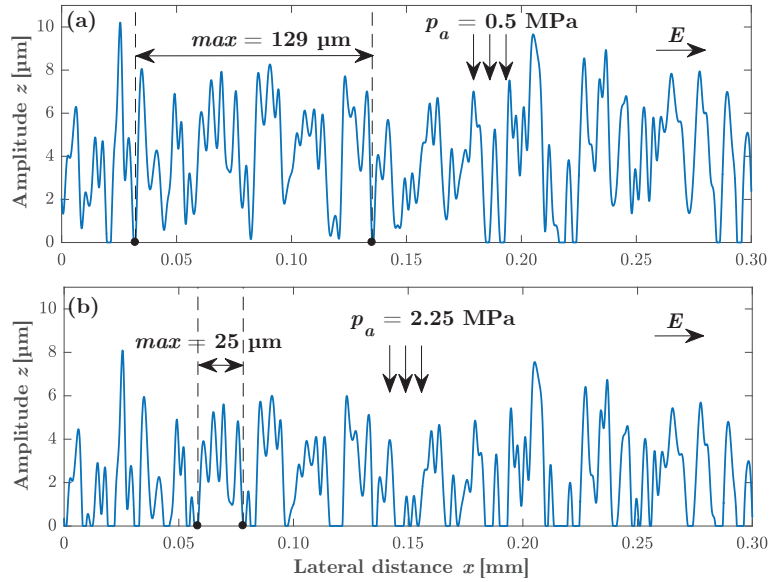 (a)
max = 129 µm
p_a = 0.5 MPa
E
Amplitude z [µm]
10
8
6
4
2
0
0 0.05 0.10 0.15 0.20 0.25 0.30
(b)
max = 25 µm
p_a = 2.25 MPa
E
Amplitude z [µm]
10
8
6
4
2
0
0 0.05 0.10 0.15 0.20 0.25 0.30
Lateral distance x [mm]